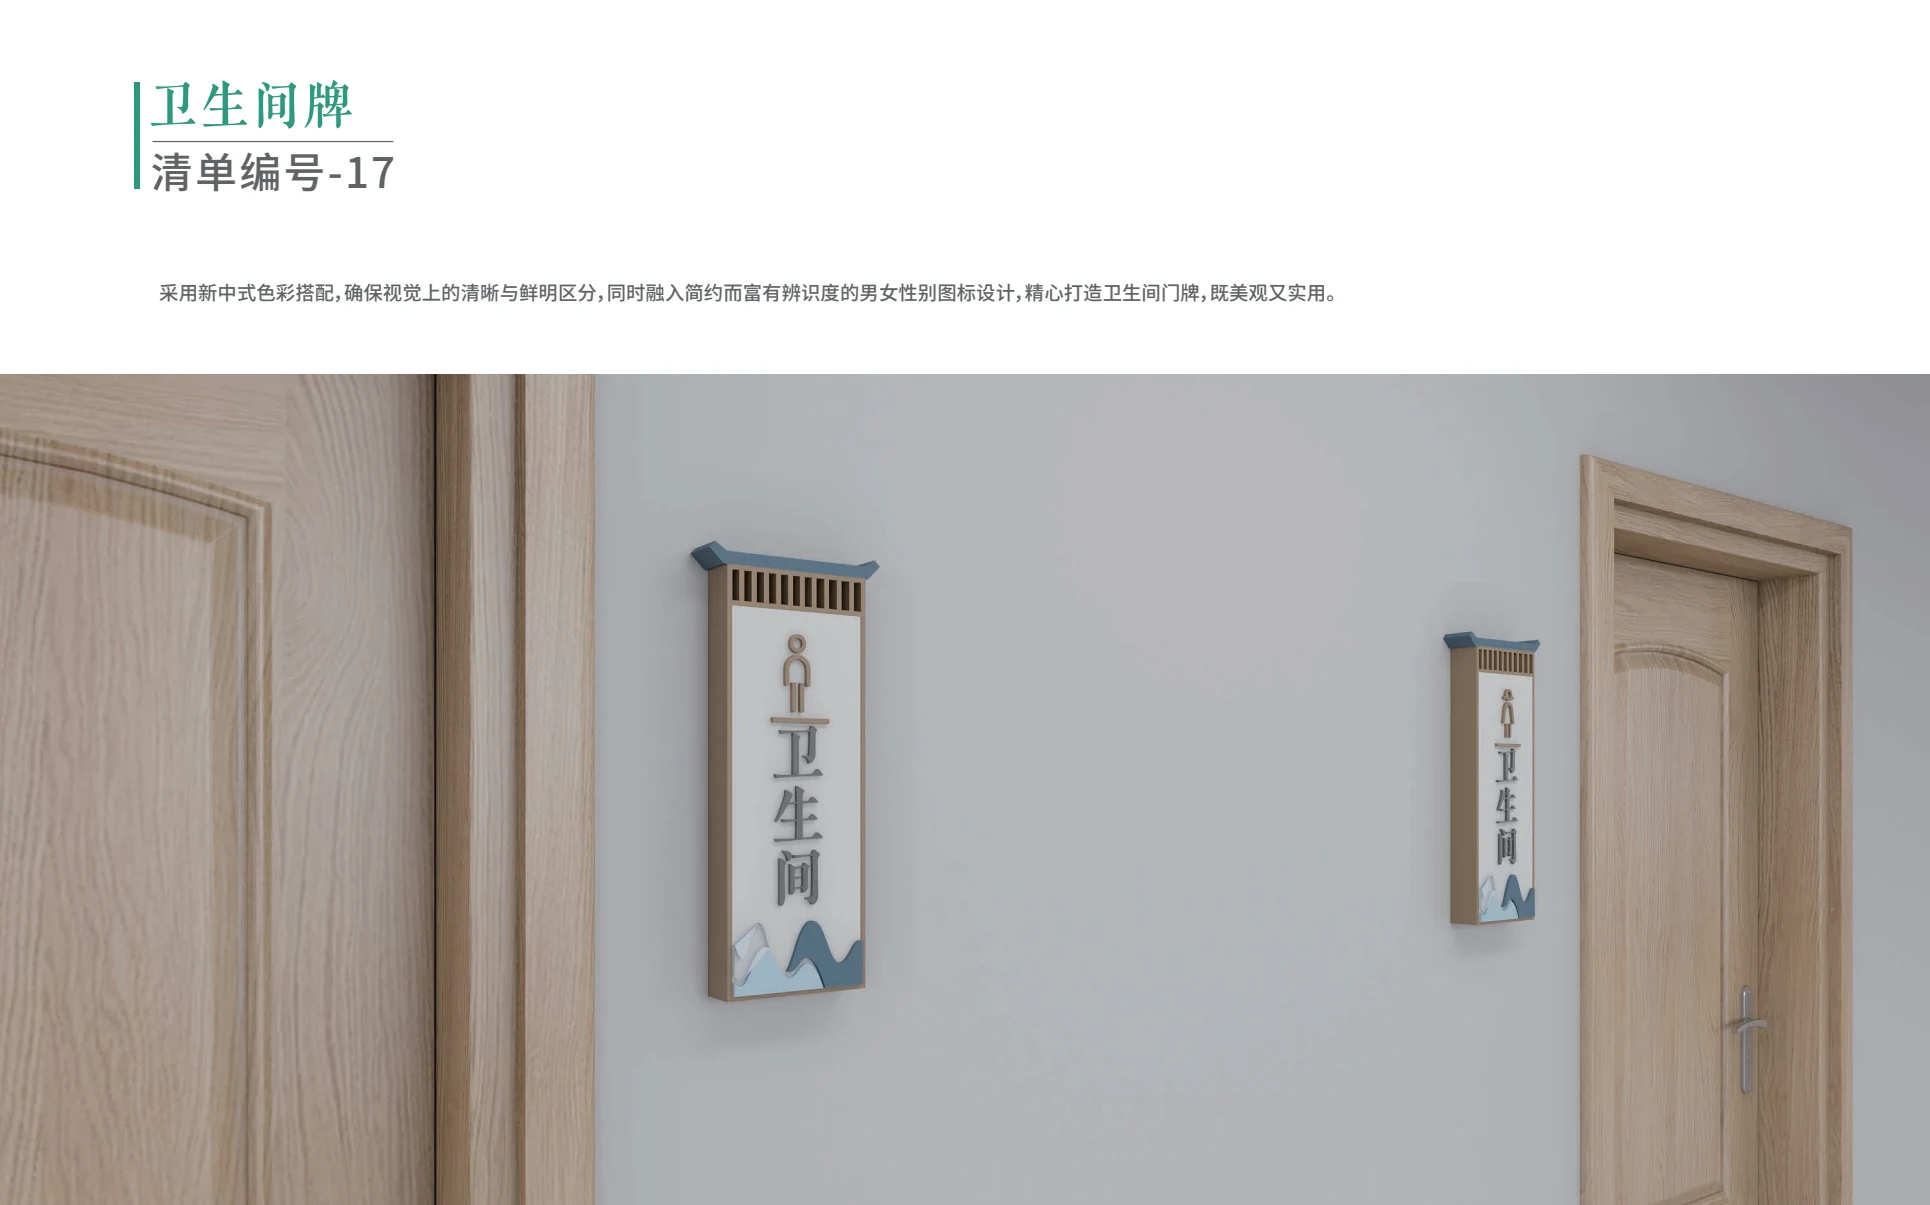 卫生间牌
清单编号-17
采用新中式色彩搭配，确保视觉上的清晰与鲜明区分，同时融入简约而富有辨识度的男女性别图标设计，精心打造卫生间门牌，既美观又实用。
卫生间
卫生间